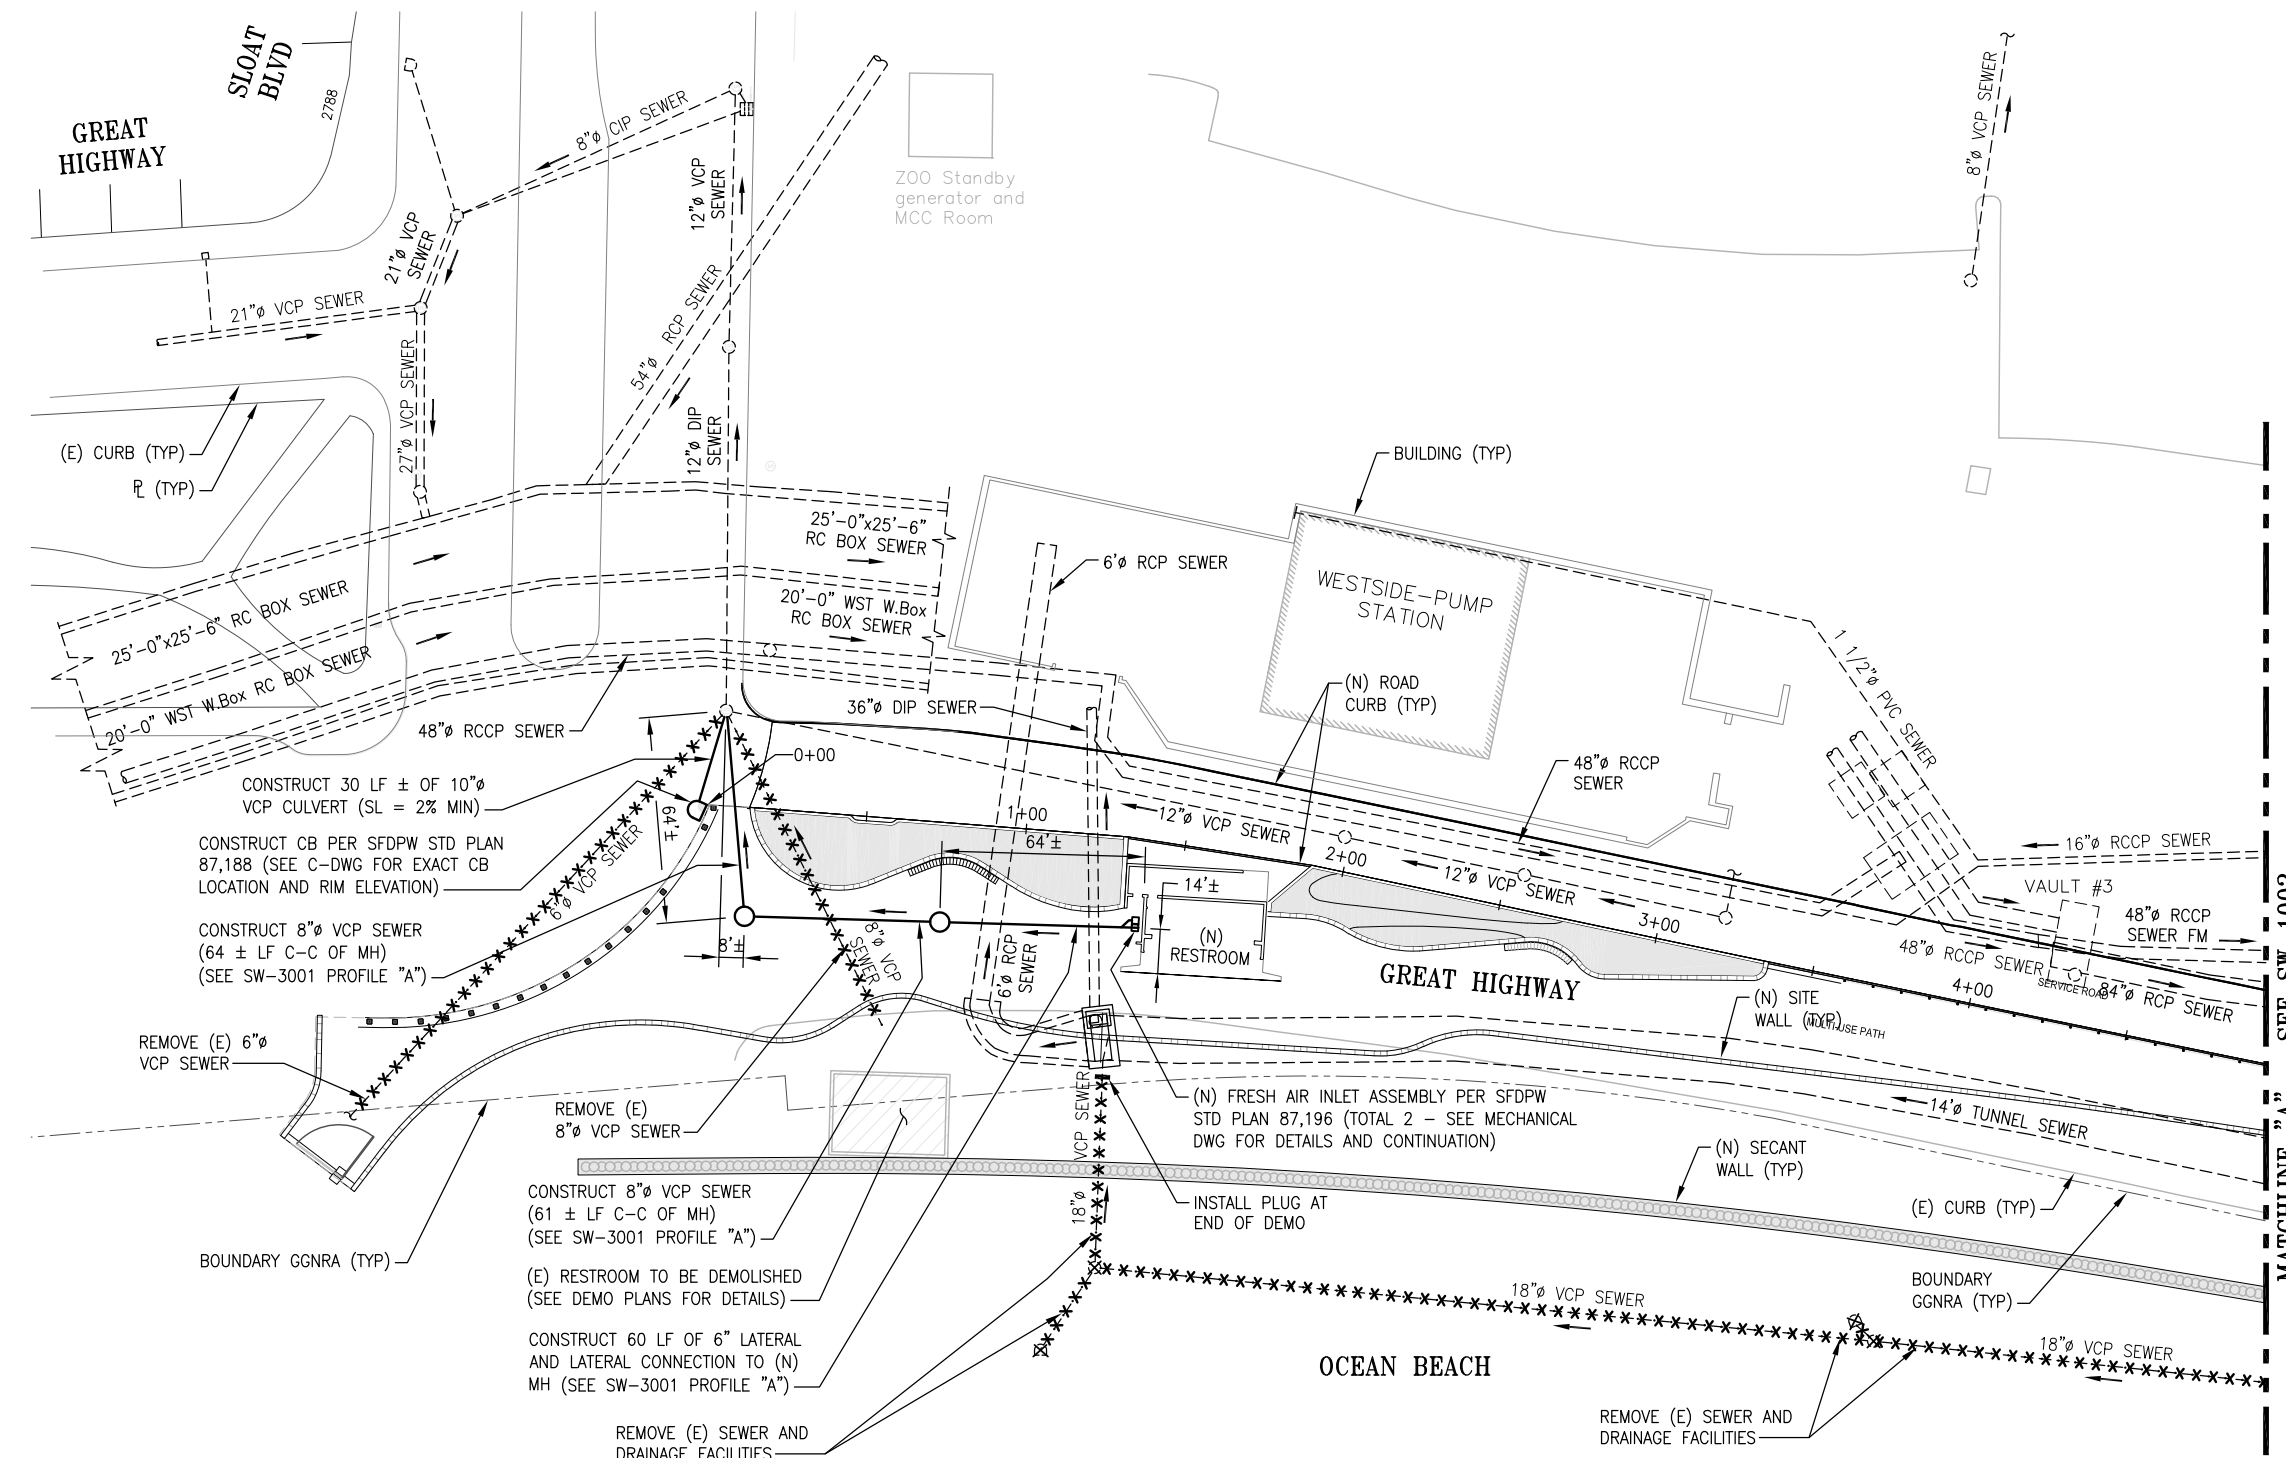 SLOAT
BLVD
2788
GREAT
HIGHWAY
8"ø CIP SEWER
12"ø VCP
SEWER
ZOO Standby
generator and
MCC Room
8"ø VCP SEWER
21"ø VCP
SEWER
21"ø VCP SEWER
54"ø RCP SEWER
27"ø VCP SEWER
12"ø DIP
SEWER
(E) CURB (TYP)
PL (TYP)
BUILDING (TYP)
25'-0"x25'-6"
RC BOX SEWER
6'ø RCP SEWER
WESTSIDE-PUMP
STATION
20'-0" WST W.Box
RC BOX SEWER
25'-0"x25'-6" RC BOX SEWER
20'-0" WST W.Box RC BOX SEWER
1 1/2"ø PVC SEWER
(N) ROAD
CURB (TYP)
36"ø DIP SEWER
48"ø RCCP SEWER
0+00
48"ø RCCP
SEWER
CONSTRUCT 30 LF ± OF 10"ø
VCP CULVERT (SL = 2% MIN)
64'±
1+00
64'±
12"ø VCP SEWER
2+00
16"ø RCCP SEWER
CONSTRUCT CB PER SFDPW STD PLAN
87,188 (SEE C-DWG FOR EXACT CB
LOCATION AND RIM ELEVATION)
6"ø VCP SEWER
14'±
12"ø VCP SEWER
VAULT #3
3+00
48"ø RCCP
SEWER FM
CONSTRUCT 8"ø VCP SEWER
(64 ± LF C-C OF MH)
(SEE SW-3001 PROFILE "A")
8'±
8"ø VCP
SEWER
6'ø RCP
SEWER
(N)
RESTROOM
GREAT HIGHWAY
48"ø RCCP SEWER
SERVICE ROAD
84"ø RCP SEWER
4+00
(N) SITE
WALL (TYP)
MULTI-USE PATH
REMOVE (E) 6"ø
VCP SEWER
REMOVE (E)
8"ø VCP SEWER
VCP SEWER
18"ø
(N) FRESH AIR INLET ASSEMBLY PER SFDPW
STD PLAN 87,196 (TOTAL 2 - SEE MECHANICAL
DWG FOR DETAILS AND CONTINUATION)
14'ø TUNNEL SEWER
(N) SECANT
WALL (TYP)
CONSTRUCT 8"ø VCP SEWER
(61 ± LF C-C OF MH)
(SEE SW-3001 PROFILE "A")
INSTALL PLUG AT
END OF DEMO
(E) CURB (TYP)
BOUNDARY GGNRA (TYP)
(E) RESTROOM TO BE DEMOLISHED
(SEE DEMO PLANS FOR DETAILS)
18"ø VCP SEWER
BOUNDARY
GGNRA (TYP)
CONSTRUCT 60 LF OF 6" LATERAL
AND LATERAL CONNECTION TO (N)
MH (SEE SW-3001 PROFILE "A")
OCEAN BEACH
18"ø VCP SEWER
REMOVE (E) SEWER AND
DRAINAGE FACILITIES
REMOVE (E) SEWER AND
DRAINAGE FACILITIES
MATCHLINE "A" SEE SW-1003